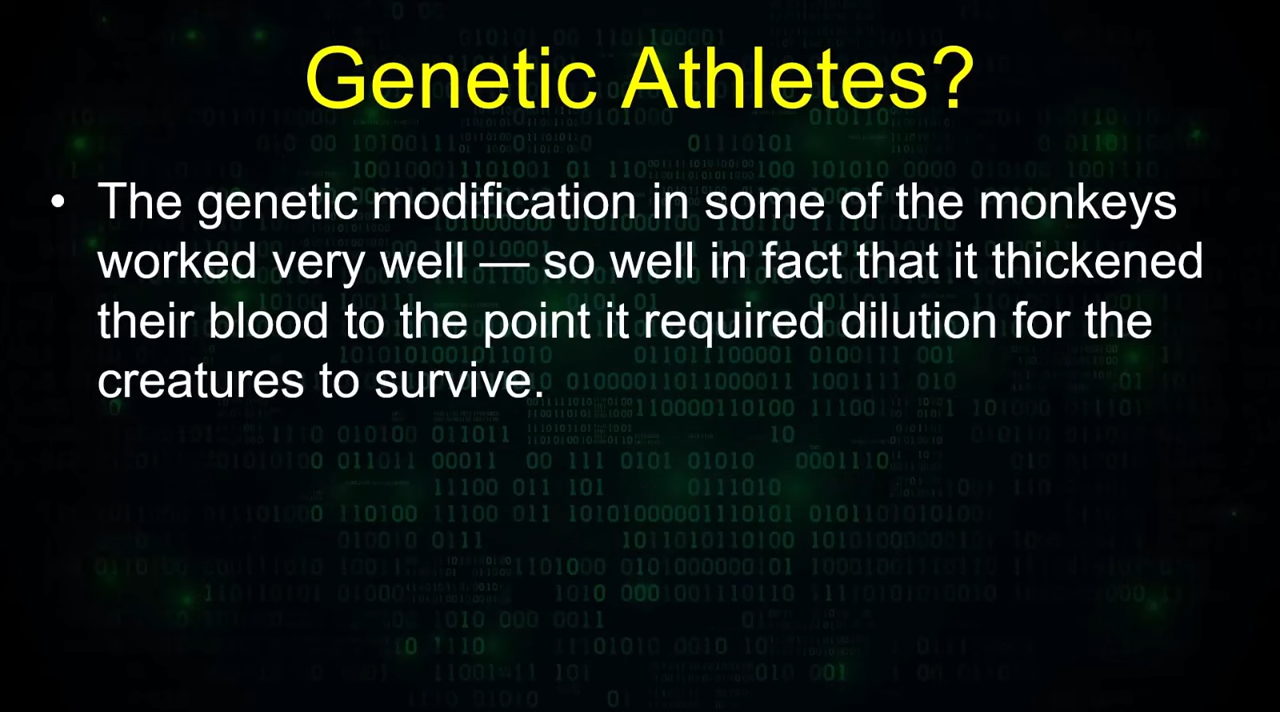 Genetic Athletes?
• The genetic modification in some of the monkeys
worked very well — so well in fact that it thickened
their blood to the point it required dilution for the
creatures to survive.